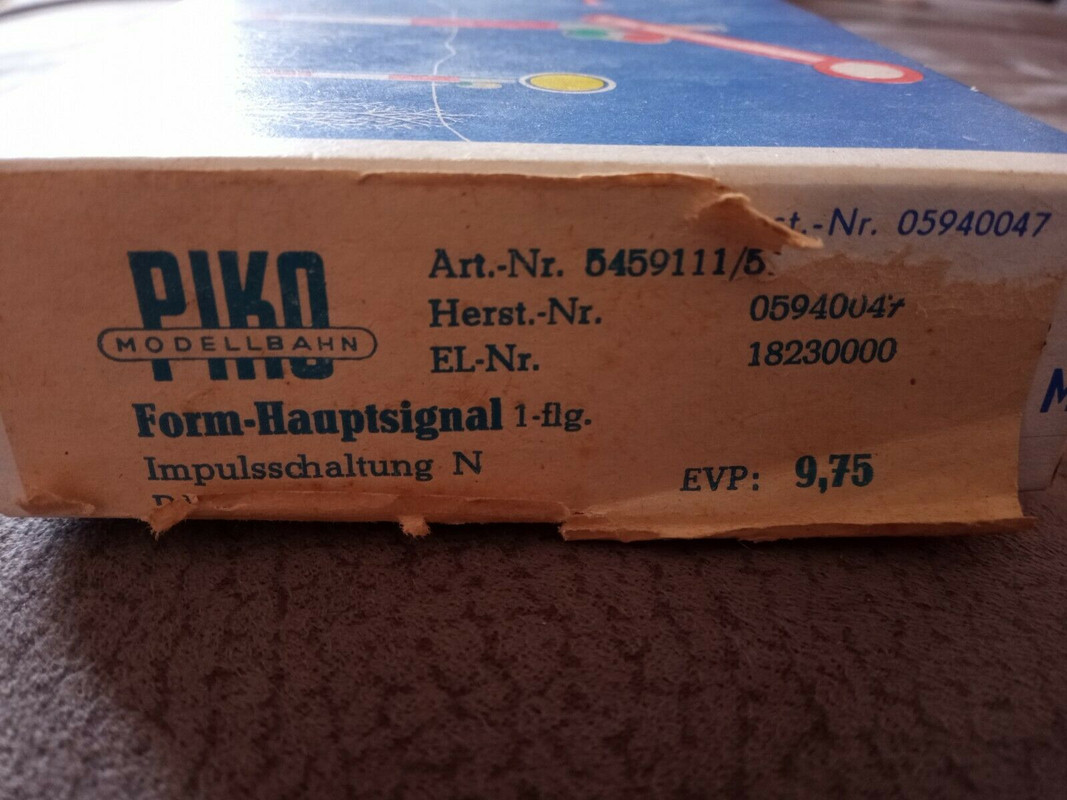 PIKO
MODELLBAHN
Art.-Nr. 5459111/5
Herst.-Nr. 05940047
EL-Nr. 18230000
Form-Hauptsignal 1-flg.
Impulsschaltung N
EVP: 9,75
st.-Nr. 05940047
M